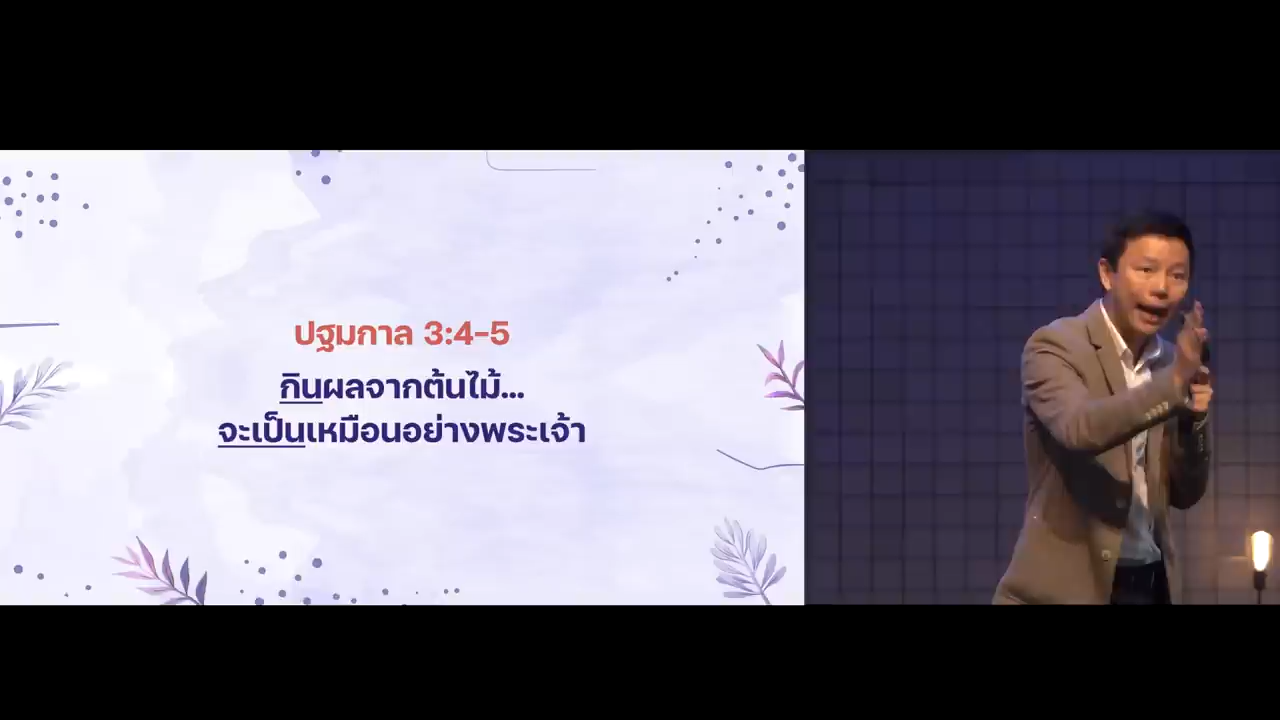 ปฐมกาล 3:4-5
กินผลจากต้นไม้...
จะเป็นเหมือนอย่างพระเจ้า